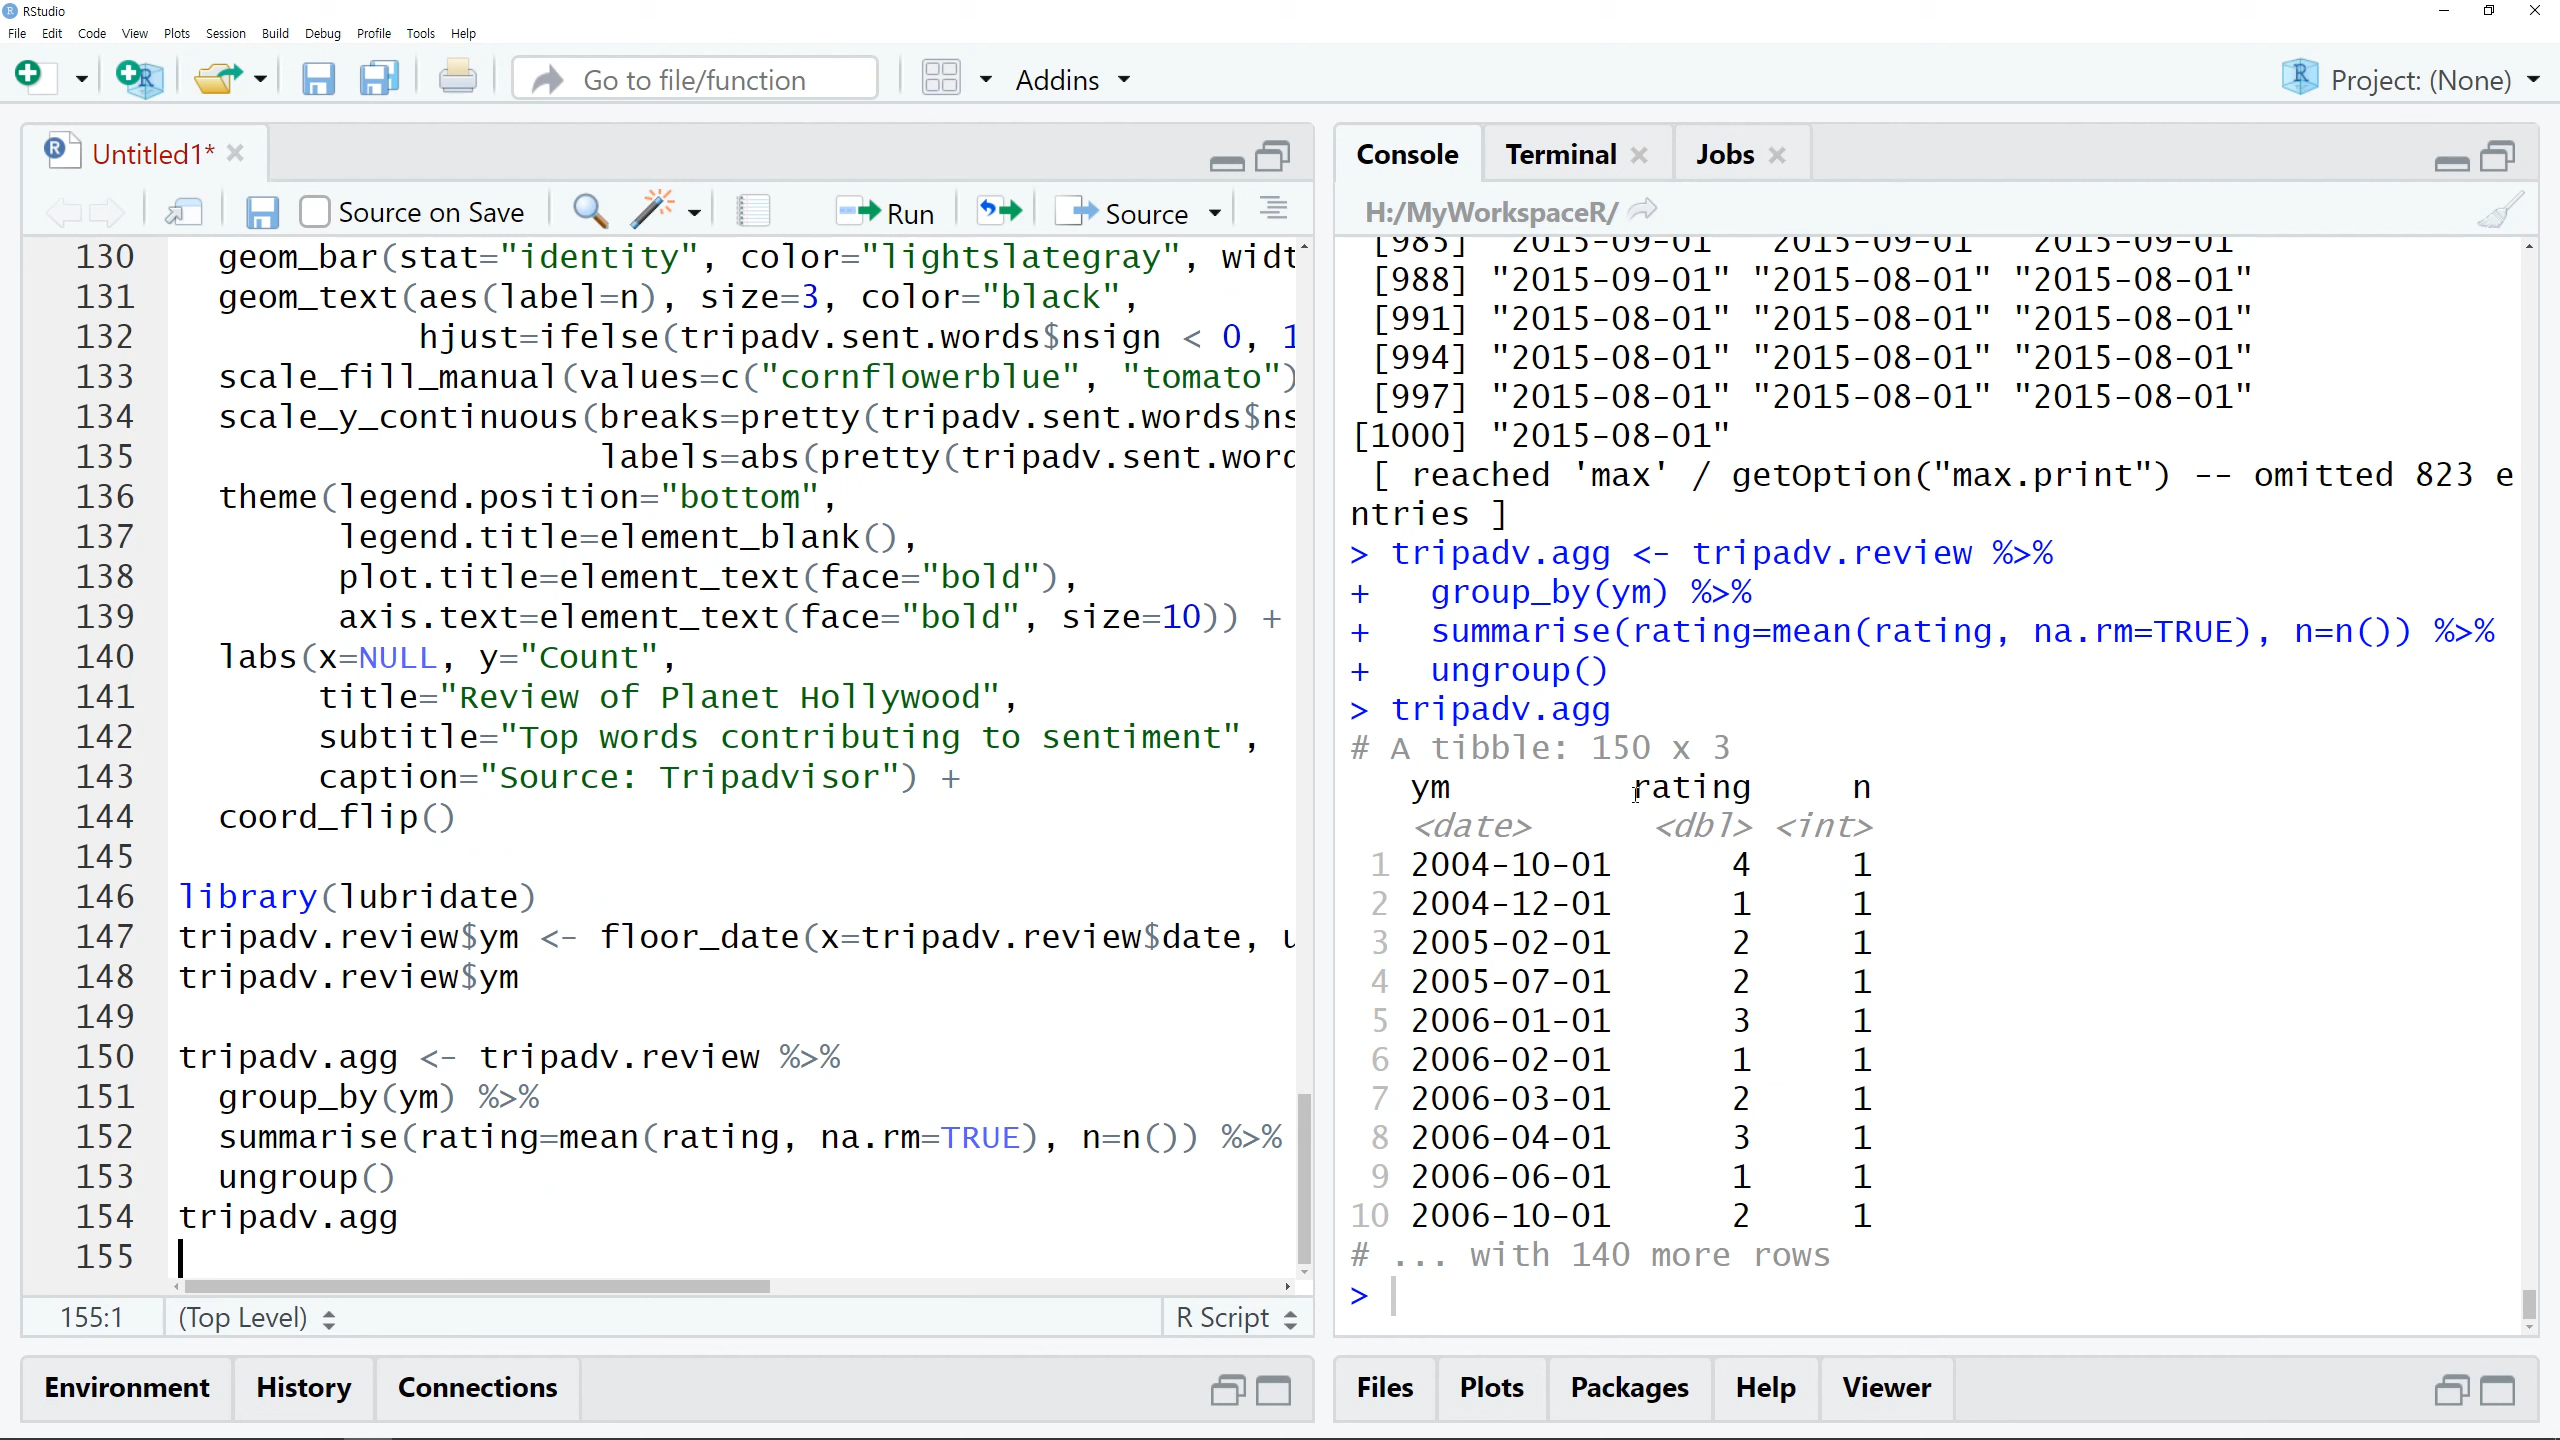 RStudio
File Edit Code View Plots Session Build Debug Profile Tools Help
Go to file/function Addins Project: (None)
Untitled1*
Source on Save Run Source
130 geom_bar(stat="identity", color="lightslategray", widt
131 geom_text(aes(label=n), size=3, color="black",
132 hjust=ifelse(tripadv.sent.words$nsign < 0, 1
133 scale_fill_manual(values=c("cornflowerblue", "tomato")
134 scale_y_continuous(breaks=pretty(tripadv.sent.words$ns
135 labels=abs(pretty(tripadv.sent.word
136 theme(legend.position="bottom",
137 legend.title=element_blank(),
138 plot.title=element_text(face="bold"),
139 axis.text=element_text(face="bold", size=10)) +
140 labs(x=NULL, y="Count",
141 title="Review of Planet Hollywood",
142 subtitle="Top words contributing to sentiment",
143 caption="Source: Tripadvisor") +
144 coord_flip()
145
146 library(lubridate)
147 tripadv.review$ym <- floor_date(x=tripadv.review$date, u
148 tripadv.review$ym
149
150 tripadv.agg <- tripadv.review %>%
151 group_by(ym) %>%
152 summarise(rating=mean(rating, na.rm=TRUE), n=n()) %>%
153 ungroup()
154 tripadv.agg
155
155:1 (Top Level) R Script
Environment History Connections
Console Terminal Jobs
H:/MyWorkspaceR/
[985] "2015-09-01" "2015-09-01" "2015-09-01"
[988] "2015-09-01" "2015-08-01" "2015-08-01"
[991] "2015-08-01" "2015-08-01" "2015-08-01"
[994] "2015-08-01" "2015-08-01" "2015-08-01"
[997] "2015-08-01" "2015-08-01" "2015-08-01"
[1000] "2015-08-01"
[ reached 'max' / getOption("max.print") -- omitted 823 e
ntries ]
> tripadv.agg <- tripadv.review %>%
+ group_by(ym) %>%
+ summarise(rating=mean(rating, na.rm=TRUE), n=n()) %>%
+ ungroup()
> tripadv.agg
# A tibble: 150 x 3
ym rating n
<date> <dbl> <int>
1 2004-10-01 4 1
2 2004-12-01 1 1
3 2005-02-01 2 1
4 2005-07-01 2 1
5 2006-01-01 3 1
6 2006-02-01 1 1
7 2006-03-01 2 1
8 2006-04-01 3 1
9 2006-06-01 1 1
10 2006-10-01 2 1
# ... with 140 more rows
>
Files Plots Packages Help Viewer